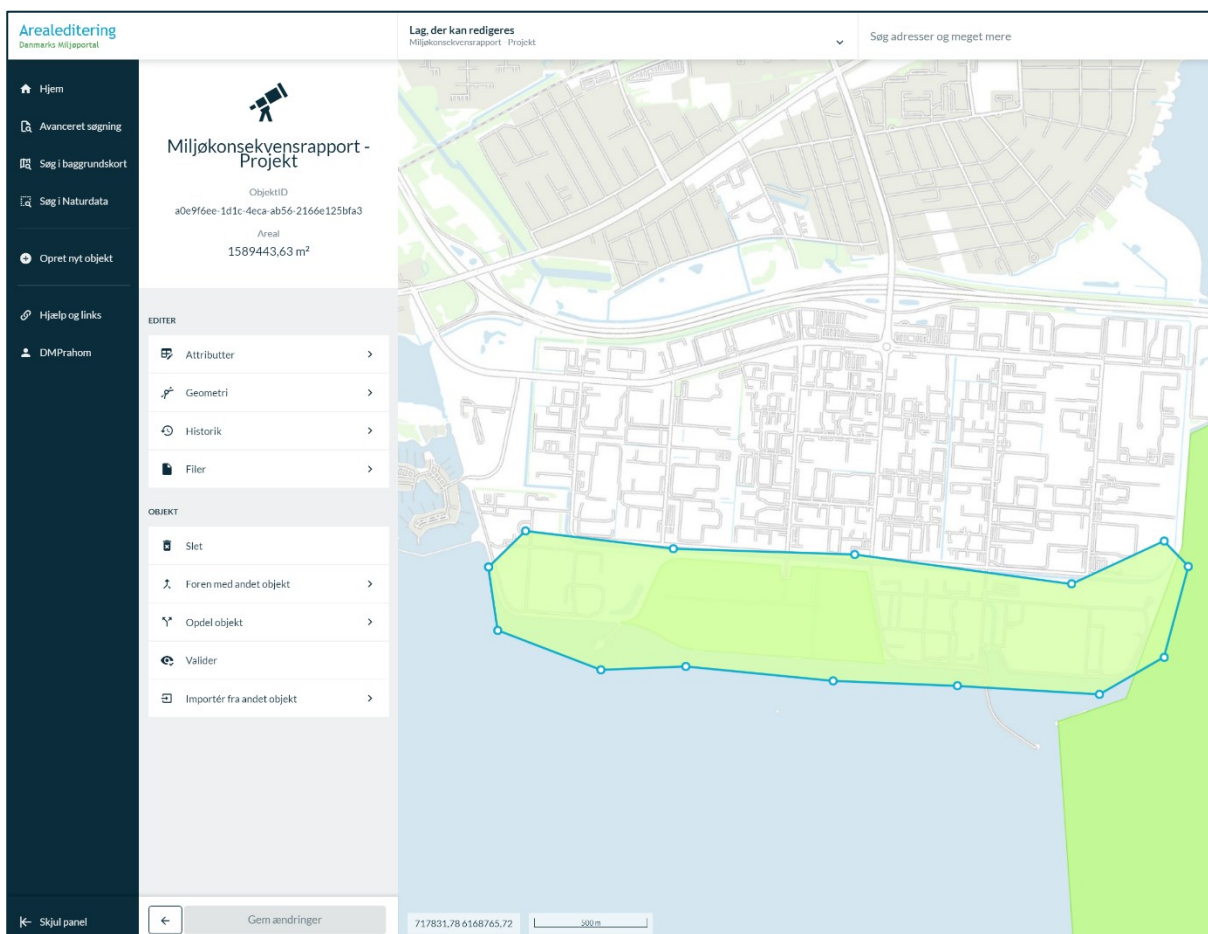 Arealeditering
Danmarks Miljøportal
Lag, der kan redigeres
Miljøkonsekvensrapport - Projekt
Søg adresser og meget mere
Hjem
Avanceret søgning
Søg i baggrundskort
Søg i Naturdata
Opret nyt objekt
Hjælp og links
DMPrahom
Skjul panel
Miljøkonsekvensrapport -
Projekt
ObjektID
a0e9f6ee-1d1c-4eca-ab56-2166e125bfa3
Areal
1589443,63 m²
EDITER
Attributter
Geometri
Historik
Filer
OBJEKT
Slet
Foren med andet objekt
Opdel objekt
Valider
Importér fra andet objekt
Gem ændringer
717831,78 6168765,72
500 m